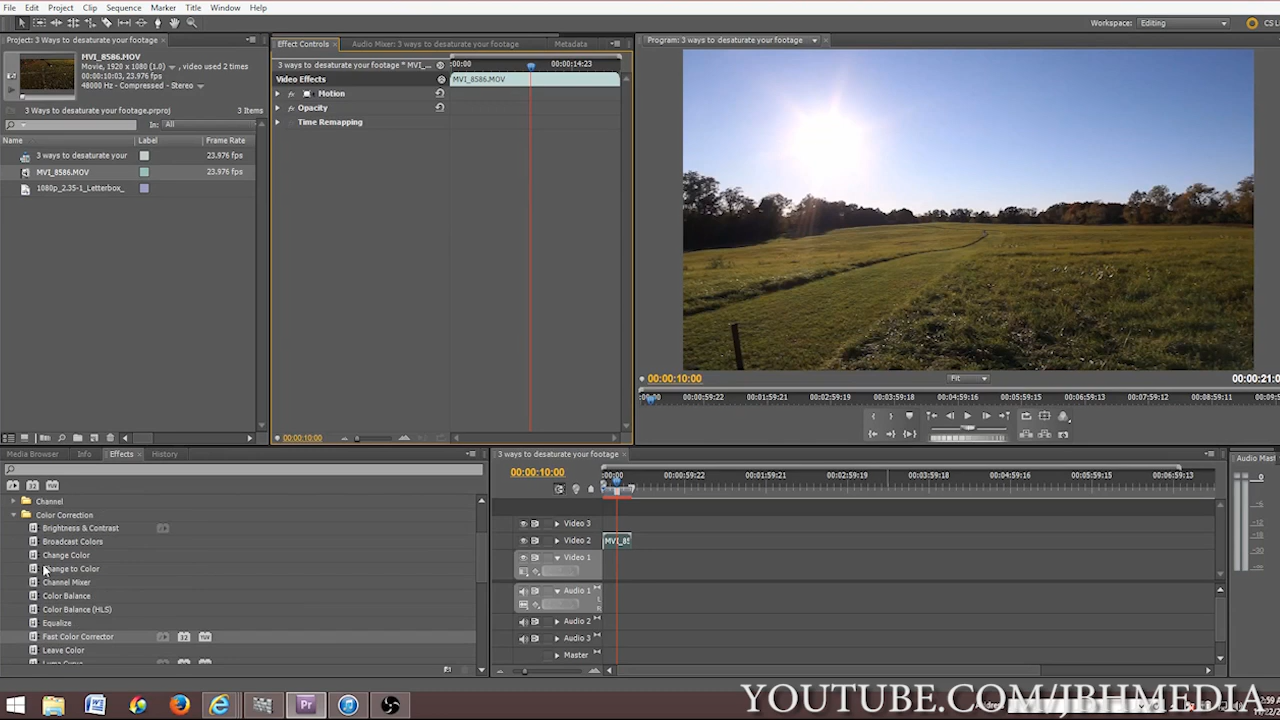 File Edit Project Clip Sequence Marker Title Window Help
Workspace: Editing
CS Li
Project: 3 Ways to desaturate your footage
MVI_8586.MOV
Movie, 1920 x 1080 (1.0) , video used 2 times
00:00:10:03, 23.976 fps
48000 Hz - Compressed - Stereo
3 Ways to desaturate your footage.prproj
3 Items
In: All
Name Label Frame Rate
3 ways to desaturate your 23.976 fps
MVI_8586.MOV 23.976 fps
1080p_2.35-1_Letterbox_
Effect Controls
Audio Mixer: 3 ways to desaturate your footage
Metadata
3 ways to desaturate your footage * MVI_...
:00:00 00:00:14:23
Video Effects
MVI_8586.MOV
Motion
Opacity
Time Remapping
00:00:10:00
Program: 3 ways to desaturate your footage
00:00:10:00
Fit
00:00:21:0
00:00 00:00:59:22 00:01:59:21 00:02:59:19 00:03:59:18 00:04:59:16 00:05:59:15 00:06:59:13 00:07:59:12 00:08:59:11 00:09:5
Media Browser Info Effects History
Channel
Color Correction
Brightness & Contrast
Broadcast Colors
Change Color
Change to Color
Channel Mixer
Color Balance
Color Balance (HLS)
Equalize
Fast Color Corrector
Leave Color
Luma Curve
3 ways to desaturate your footage
00:00:10:00
:00:00 00:00:59:22 00:01:59:21 00:02:59:19 00:03:59:18 00:04:59:16 00:05:59:15 00:06:59:13
Video 3
Video 2
MVI_85
Video 1
Audio 1
L
R
Audio 2
Audio 3
Master
Audio Mas
0
-6
-12
-18
YOUTUBE.COM/JBHMEDIA